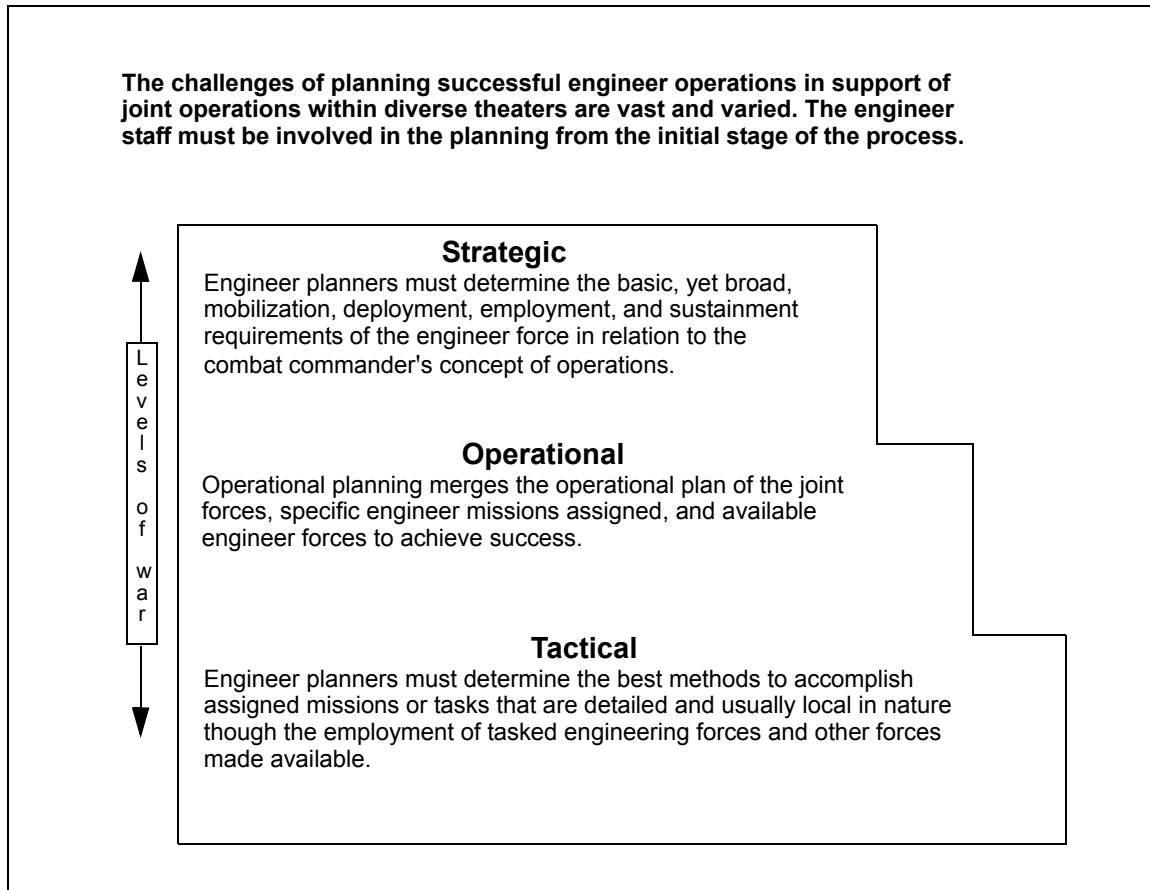 The challenges of planning successful engineer operations in support of
joint operations within diverse theaters are vast and varied. The engineer
staff must be involved in the planning from the initial stage of the process.
Levels of war
Strategic
Engineer planners must determine the basic, yet broad,
mobilization, deployment, employment, and sustainment
requirements of the engineer force in relation to the
combat commander's concept of operations.
Operational
Operational planning merges the operational plan of the joint
forces, specific engineer missions assigned, and available
engineer forces to achieve success.
Tactical
Engineer planners must determine the best methods to accomplish
assigned missions or tasks that are detailed and usually local in nature
though the employment of tasked engineering forces and other forces
made available.